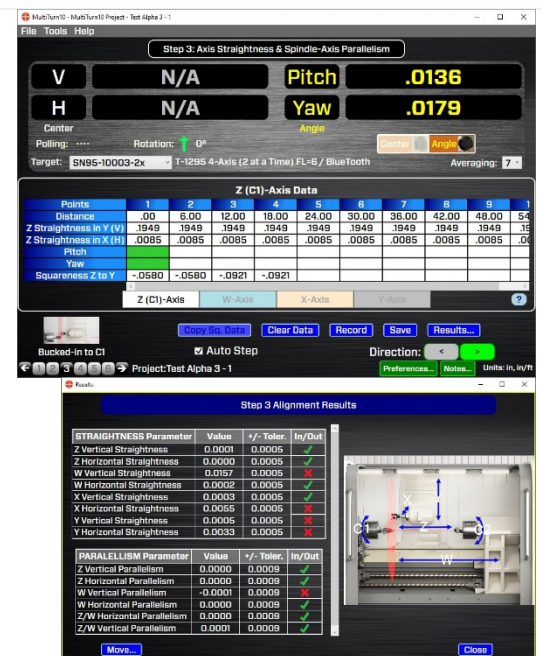 MultiTurn10 - MultiTurn10 Project - Test Alpha 3 - 1
File Tools Help
Step 3: Axis Straightness & Spindle-Axis Parallelism
V N/A Pitch .0136
H N/A Yaw .0179
Center Angle
Polling: ---- Rotation: 0° Center Angle
Target: SN95-10003-2x T-1295 4-Axis (2 at a Time) FL=6 / BlueTooth Averaging: 7
Z (C1)-Axis Data
Points 1 2 3 4 5 6 7 8 9 1
Distance .00 6.00 12.00 18.00 24.00 30.00 36.00 42.00 48.00 54
Z Straightness in Y (V) .1949 .1949 .1949 .1949 .1949 .1949 .1949 .1949 .1949 .19
Z Straightness in X (H) .0085 .0085 .0085 .0085 .0085 .0085 .0085 .0085 .0085 .00
Pitch
Yaw
Squareness Z to Y -.0580 -.0580 -.0921 -.0921
Z (C1)-Axis W-Axis X-Axis Y-Axis ?
Copy Sq. Data Clear Data Record Save Results...
Bucked-in to C1 Auto Step Direction: < >
1 2 3 4 5 6 Project:Test Alpha 3 - 1 Preferences... Notes... Units: in, in/ft
Results
Step 3 Alignment Results
STRAIGHTNESS Parameter Value +/- Toler. In/Out
Z Vertical Straightness 0.0001 0.0005 ✓
Z Horizontal Straightness 0.0000 0.0005 ✓
W Vertical Straightness 0.0157 0.0005 ✗
W Horizontal Straightness 0.0002 0.0005 ✓
X Vertical Straightness 0.0003 0.0005 ✓
X Horizontal Straightness 0.0055 0.0005 ✗
Y Vertical Straightness 0.0005 0.0005 ✗
Y Horizontal Straightness 0.0033 0.0005 ✗
PARALLELISM Parameter Value +/- Toler. In/Out
Z Vertical Parallelism 0.0000 0.0009 ✓
Z Horizontal Parallelism 0.0000 0.0009 ✓
W Vertical Parallelism -0.0001 0.0009 ✗
W Horizontal Parallelism 0.0000 0.0009 ✓
Z/W Horizontal Parallelism 0.0000 0.0009 ✓
Z/W Vertical Parallelism 0.0001 0.0009 ✓
X Y
C1 Z C2
W
Move... Close